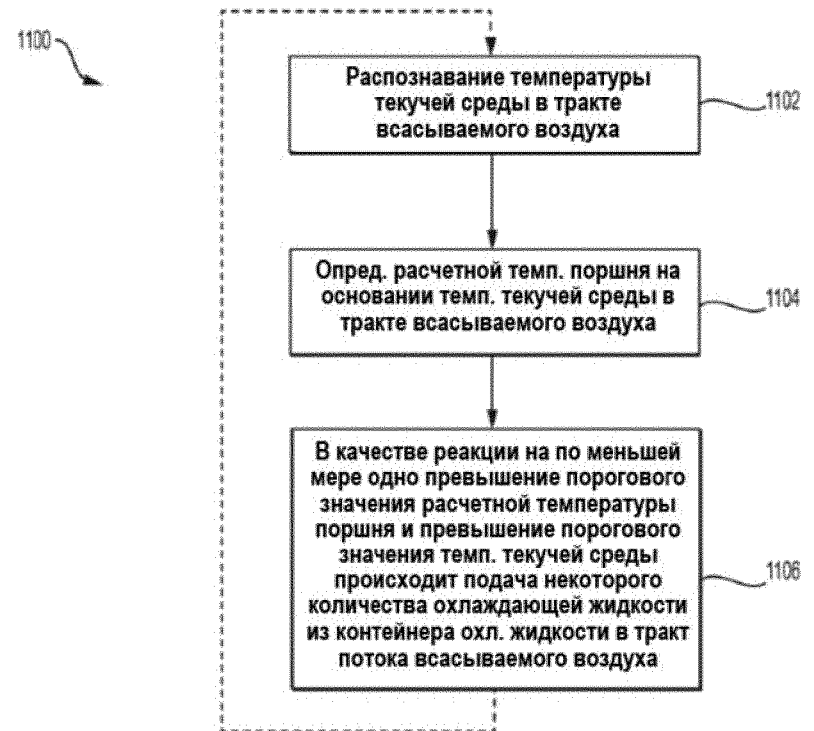 1100
Распознавание температуры
текучей среды в тракте
всасываемого воздуха
1102
Опред. расчетной темп. поршня на
основании темп. текучей среды в
тракте всасываемого воздуха
1104
В качестве реакции на по меньшей
мере одно превышение порогового
значения расчетной температуры
поршня и превышение порогового
значения темп. текучей среды
происходит подача некоторого
количества охлаждающей жидкости
из контейнера охл. жидкости в тракт
потока всасываемого воздуха
1106